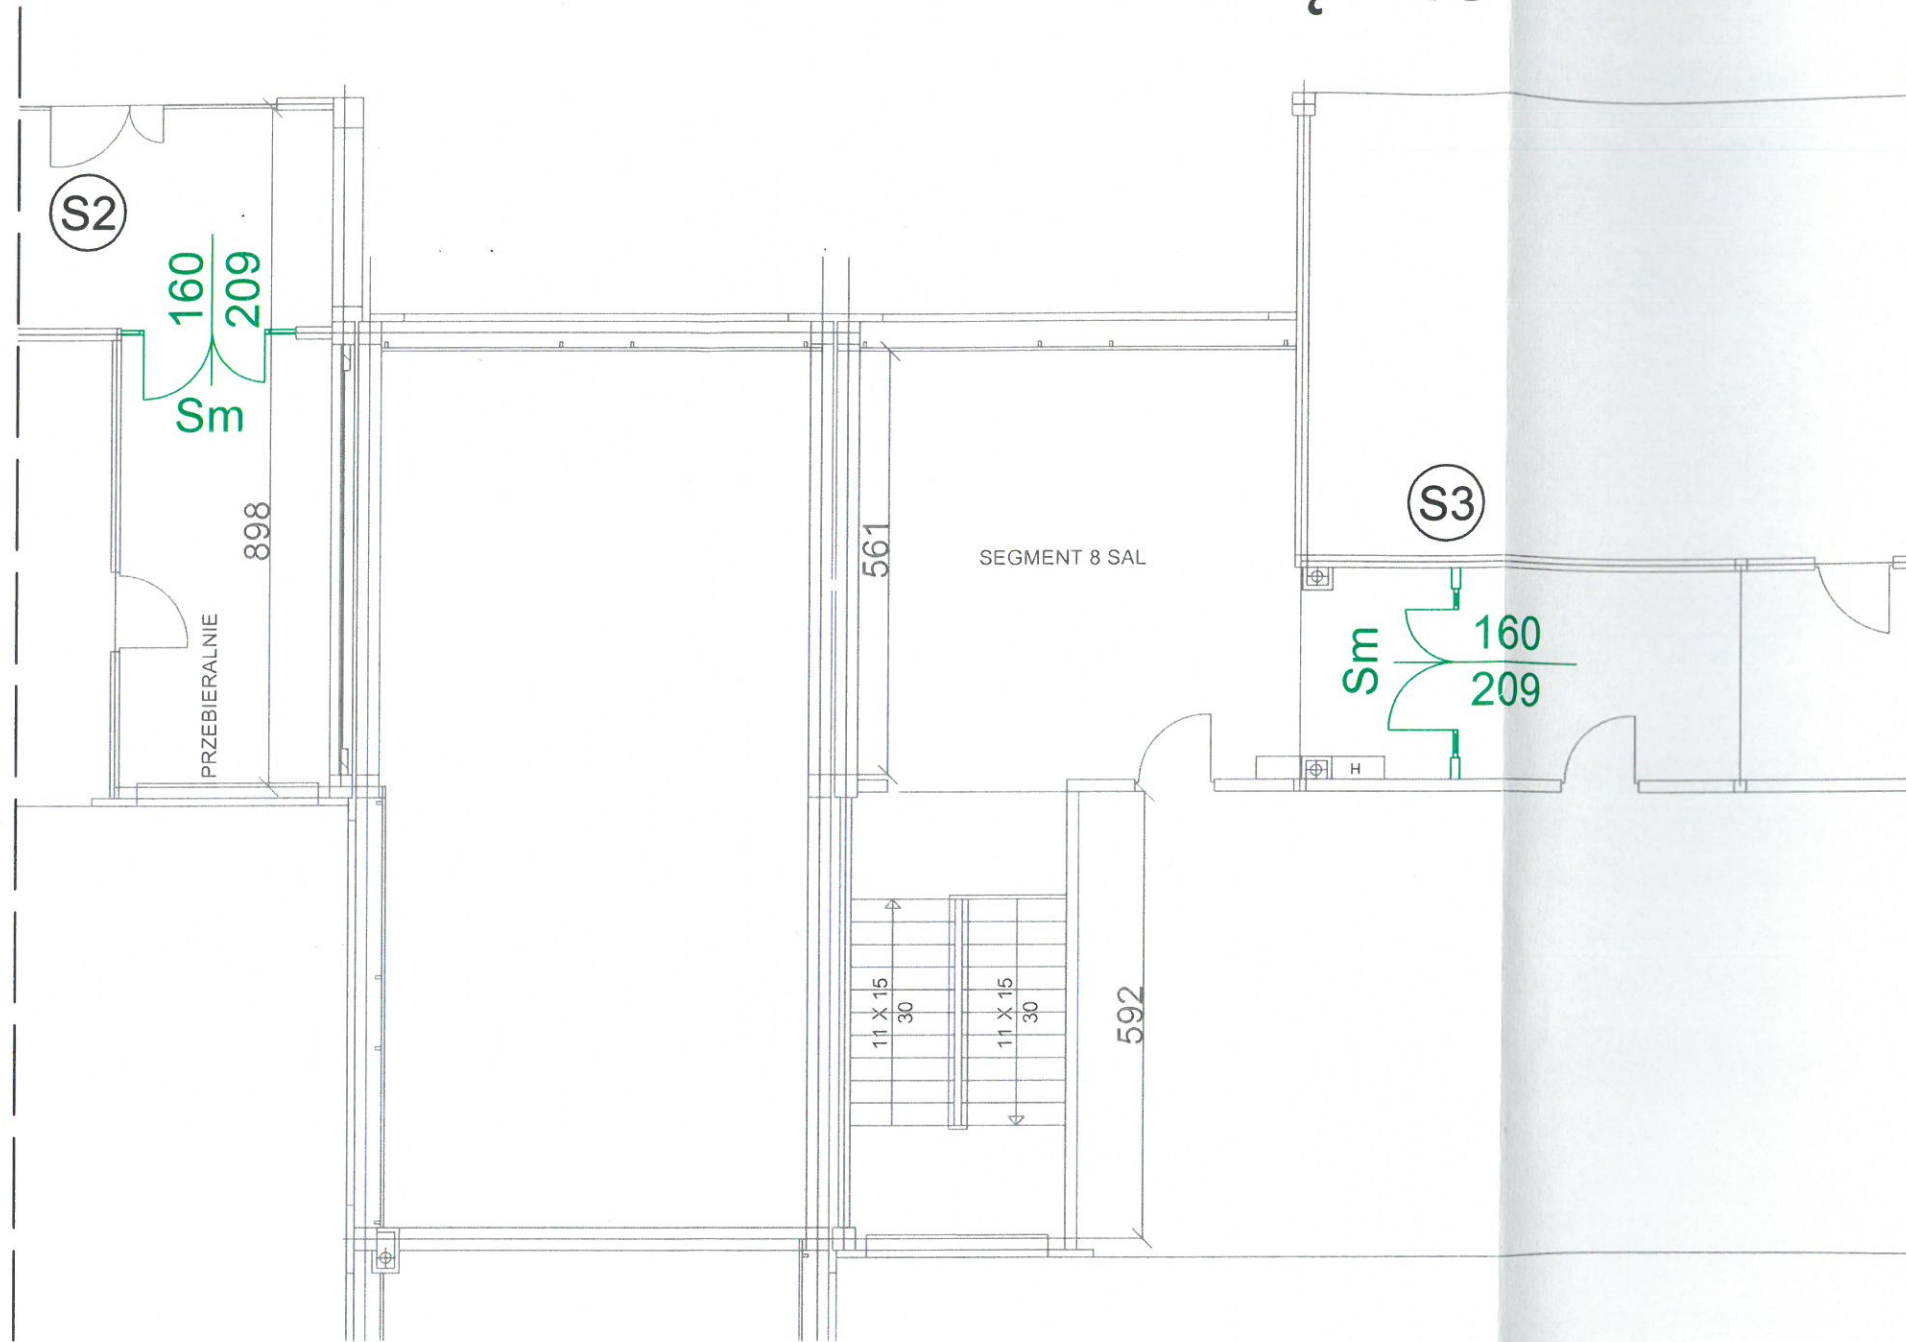 S2
160
209
Sm
898
PRZEBIERALNIE
561
SEGMENT 8 SAL
S3
Sm
160
209
H
11 X 15
30
11 X 15
30
592